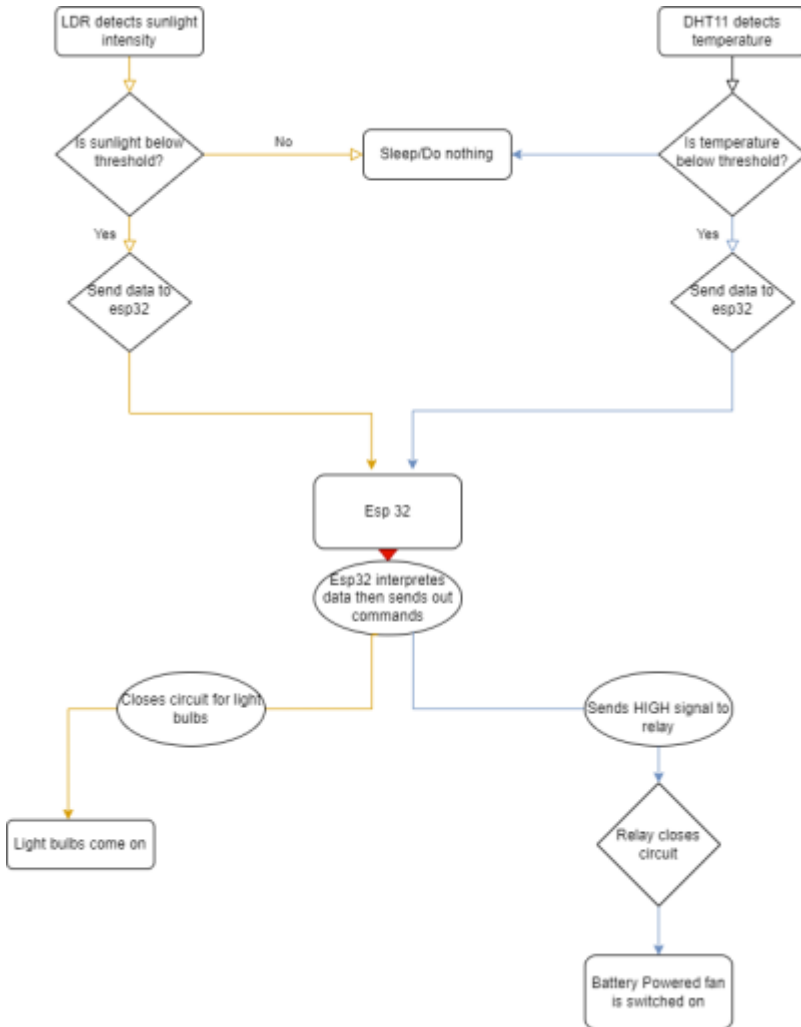 LDR detects sunlight
intensity
DHT11 detects
temperature
Is sunlight below
threshold?
No
Sleep/Do nothing
Is temperature
below threshold?
Yes
Yes
Send data to
esp32
Send data to
esp32
Esp 32
Esp32 interpretes
data then sends out
commands
Closes circuit for light
bulbs
Sends HIGH signal to
relay
Light bulbs come on
Relay closes
circuit
Battery Powered fan
is switched on